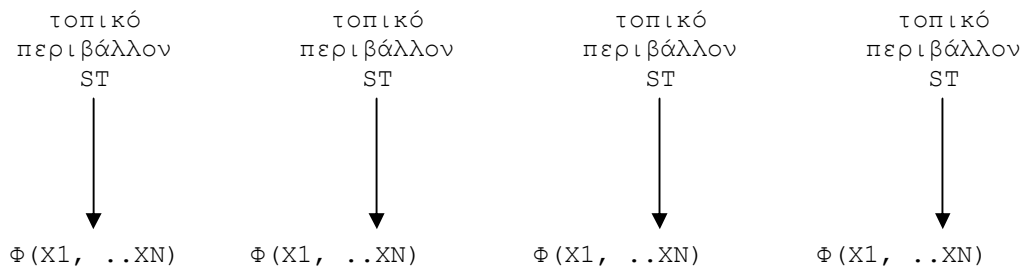 τοπικό τοπικό τοπικό τοπικό
περιβάλλον περιβάλλον περιβάλλον περιβάλλον
ST ST ST ST
Φ(X1, ..XN) Φ(X1, ..XN) Φ(X1, ..XN) Φ(X1, ..XN)